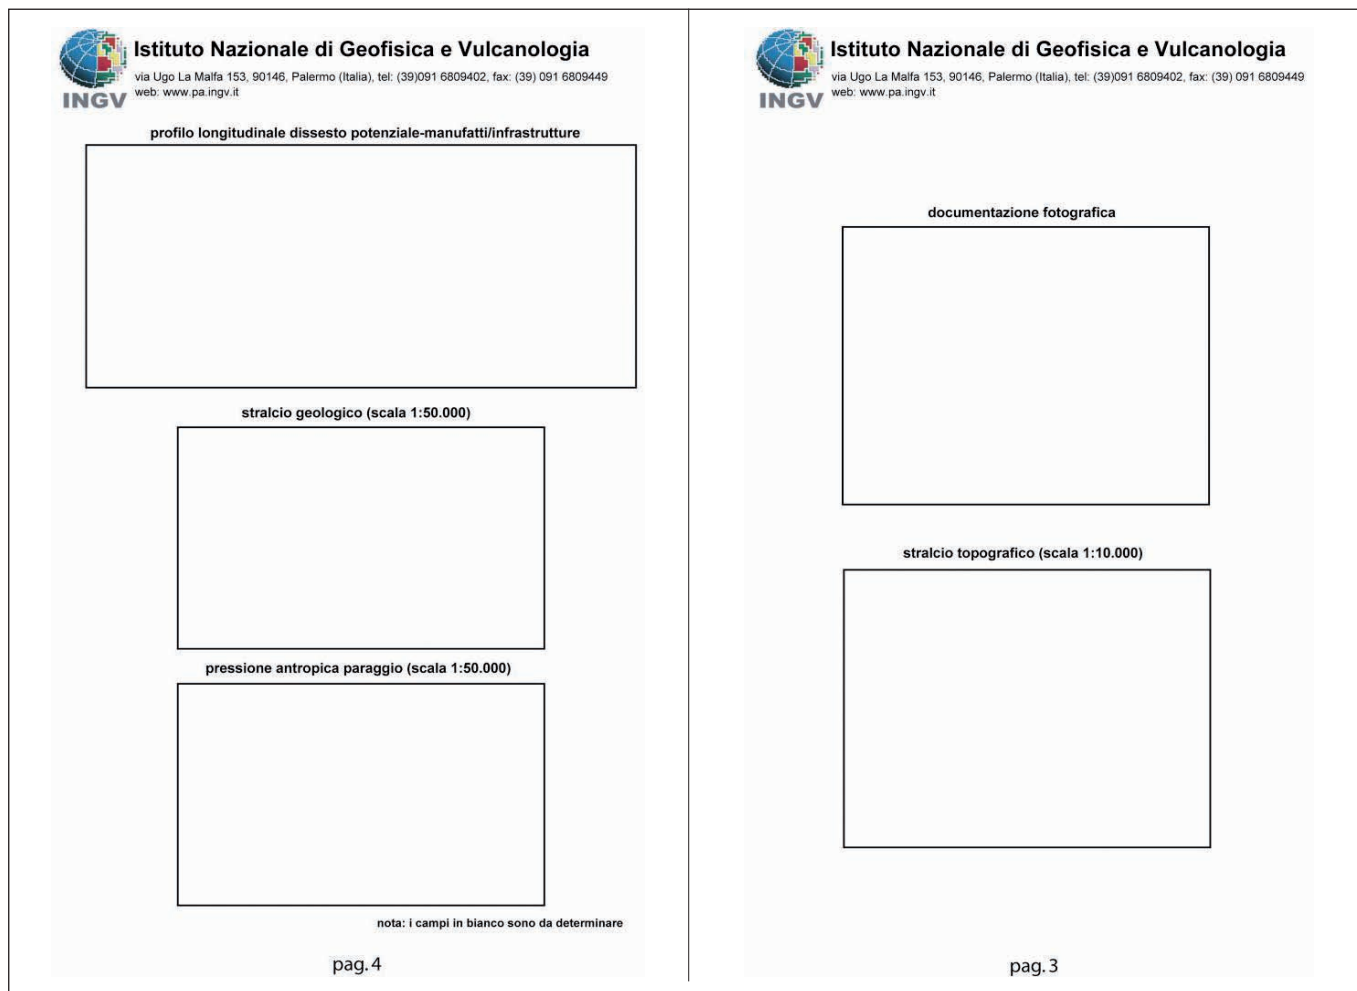 INGV
Istituto Nazionale di Geofisica e Vulcanologia
via Ugo La Malfa 153, 90146, Palermo (Italia), tel: (39)091 6809402, fax: (39) 091 6809449
web: www.pa.ingv.it
profilo longitudinale dissesto potenziale-manufatti/infrastrutture
stralcio geologico (scala 1:50.000)
pressione antropica paraggio (scala 1:50.000)
nota: i campi in bianco sono da determinare
pag. 4
INGV
Istituto Nazionale di Geofisica e Vulcanologia
via Ugo La Malfa 153, 90146, Palermo (Italia), tel: (39)091 6809402, fax: (39) 091 6809449
web: www.pa.ingv.it
documentazione fotografica
stralcio topografico (scala 1:10.000)
pag. 3